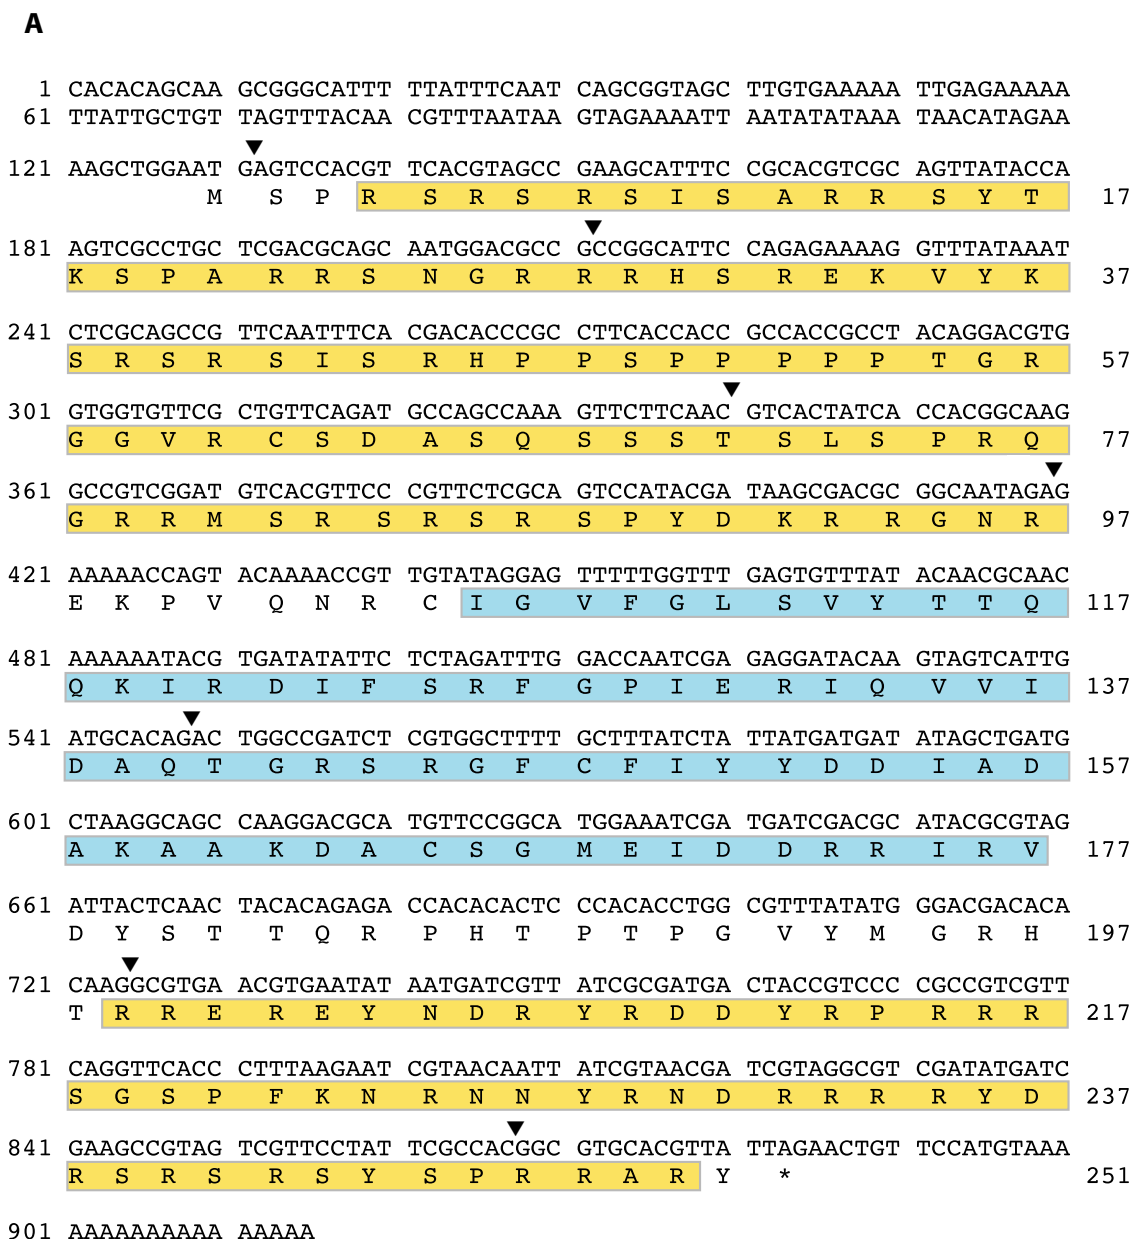 A
1 CACACAGCAA GCGGGCATTT TTATTTCAAT CAGCGGTAGC TTGTGAAAAA TTGAGAAAAA
61 TTATTGCTGT TAGTTTACAA CGTTTAATAA GTAGAAAATT AATATATAAA TAACATAGAA
121 AAGCTGGAAT GAGTCCACGT TCACGTAGCC GAAGCATTTC CGCACGTCGC AGTTATACCA
M S P R S R S R S I S A R R S Y T 17
181 AGTCGCCTGC TCGACGCAGC AATGGACGCC GCCGGCATTC CAGAGAAAAG GTTTATAAAT
K S P A R R S N G R R R H S R E K V Y K 37
241 CTCGCAGCCG TTCAATTTCA CGACACCCGC CTTCACCACC GCCACCGCCT ACAGGACGTG
S R S R S I S R H P P S P P P P P T G R 57
301 GTGGTGTTCG CTGTTCAGAT GCCAGCCAAA GTTCTTCAAC GTCACTATCA CCACGGCAAG
G G V R C S D A S Q S S S T S L S P R Q 77
361 GCCGTCGGAT GTCACGTTCC CGTTCTCGCA GTCCATACGA TAAGCGACGC GGCAATAGAG
G R R M S R S R S R S P Y D K R R G N R 97
421 AAAAACCAGT ACAAAACCGT TGTATAGGAG TTTTTGGTTT GAGTGTTTAT ACAACGCAAC
E K P V Q N R C I G V F G L S V Y T T Q 117
481 AAAAAATACG TGATATATTC TCTAGATTTG GACCAATCGA GAGGATACAA GTAGTCATTG
Q K I R D I F S R F G P I E R I Q V V I 137
541 ATGCACAGAC TGGCCGATCT CGTGGCTTTT GCTTTATCTA TTATGATGAT ATAGCTGATG
D A Q T G R S R G F C F I Y Y D D I A D 157
601 CTAAGGCAGC CAAGGACGCA TGTTCCGGCA TGGAAATCGA TGATCGACGC ATACGCGTAG
A K A A K D A C S G M E I D D R R I R V 177
661 ATTACTCAAC TACACAGAGA CCACACACTC CCACACCTGG CGTTTATATG GGACGACACA
D Y S T T Q R P H T P T P G V Y M G R H 197
721 CAAGGCGTGA ACGTGAATAT AATGATCGTT ATCGCGATGA CTACCGTCCC CGCCGTCGTT
T R R E R E Y N D R Y R D D Y R P R R R 217
781 CAGGTTCACC CTTTAAGAAT CGTAACAATT ATCGTAACGA TCGTAGGCGT CGATATGATC
S G S P F K N R N N Y R N D R R R R Y D 237
841 GAAGCCGTAG TCGTTCCTAT TCGCCACGGC GTGCACGTTA TTAGAACTGT TCCATGTAAA
R S R S R S Y S P R R A R Y * 251
901 AAAAAAAAAA AAAAA